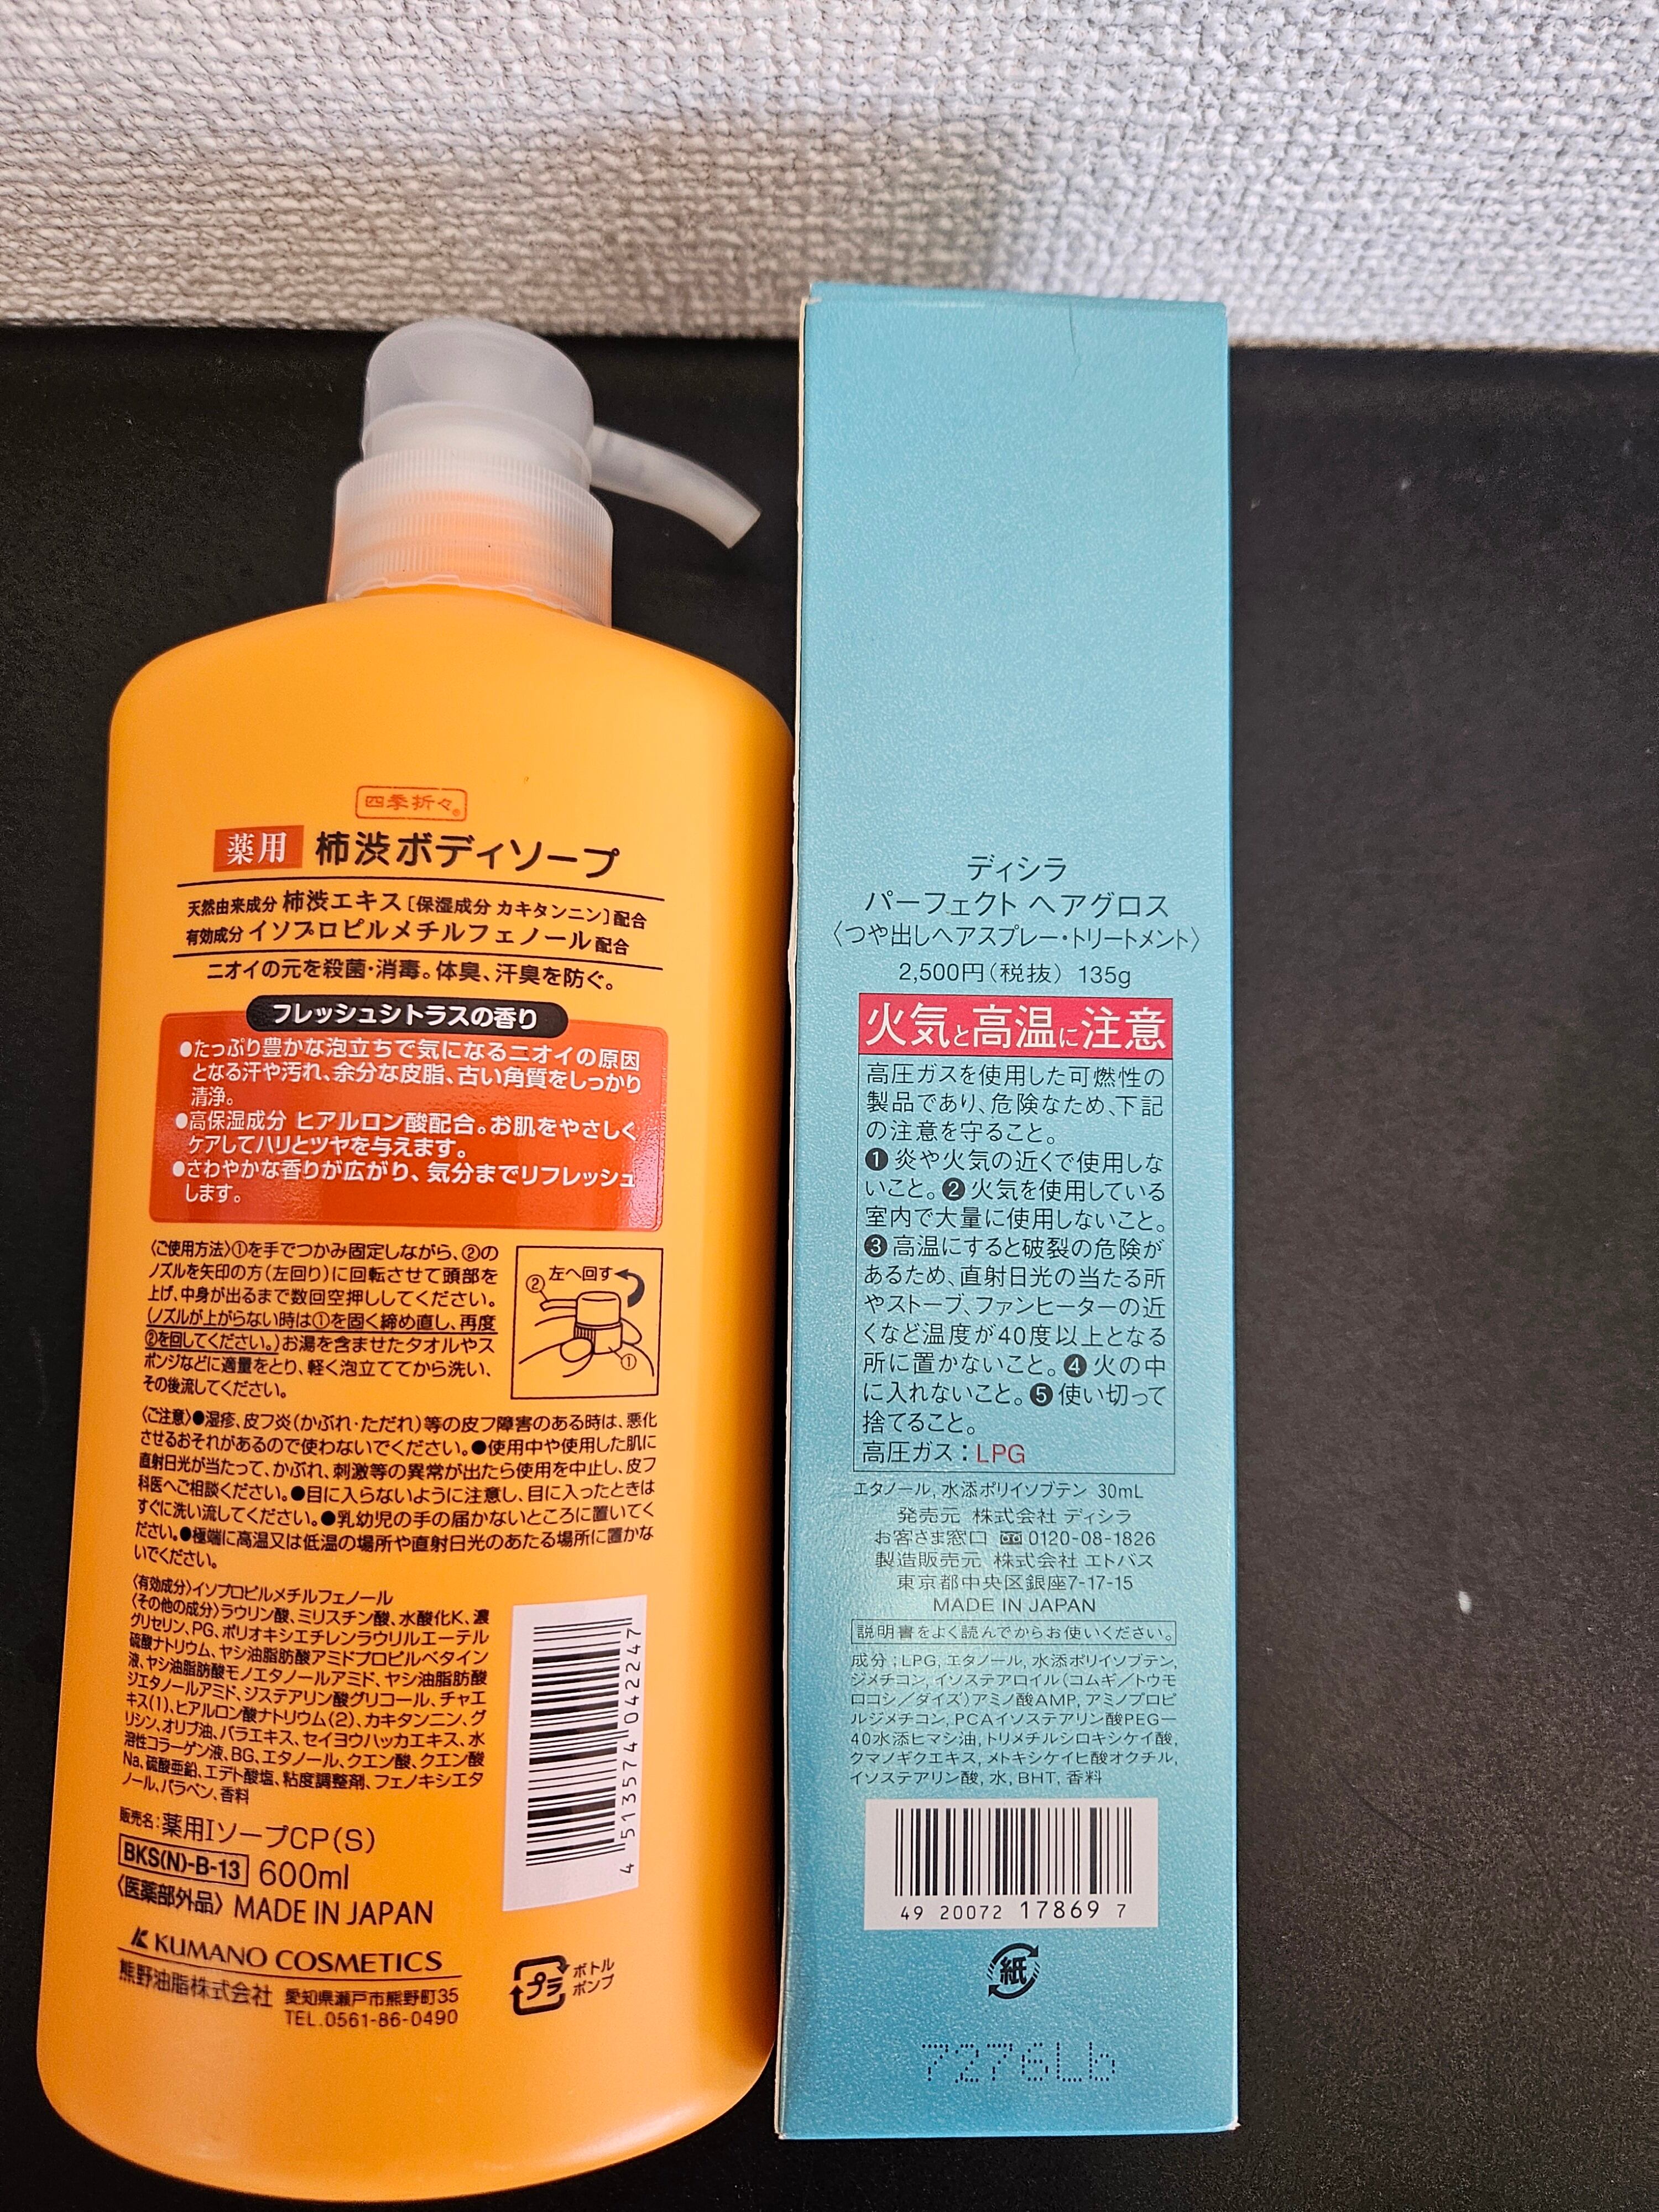 四季折々
薬用 柿渋ボディソープ
天然由来成分 柿渋エキス〔保湿成分 カキタンニン〕配合
有効成分 イソプロピルメチルフェノール 配合
ニオイの元を殺菌・消毒。体臭、汗臭を防ぐ。
フレッシュシトラスの香り
●たっぷり豊かな泡立ちで気になるニオイの原因
となる汗や汚れ、余分な皮脂、古い角質をしっかり
清浄。
●高保湿成分 ヒアルロン酸配合。お肌をやさしく
ケアしてハリとツヤを与えます。
●さわやかな香りが広がり、気分までリフレッシュ
します。
〈ご使用方法〉①を手でつかみ固定しながら、②の
ノズルを矢印の方（左回り）に回転させて頭部を
上げ、中身が出るまで数回空押ししてください。
（ノズルが上がらない時は①を固く締め直し、再度
②を回してください。）お湯を含ませたタオルやス
ポンジなどに適量をとり、軽く泡立ててから洗い、
その後流してください。
左へ回す
②
①
〈ご注意〉●湿疹、皮フ炎（かぶれ・ただれ）等の皮フ障害のある時は、悪化
させるおそれがあるので使わないでください。●使用中や使用した肌に
直射日光が当たって、かぶれ、刺激等の異常が出たら使用を中止し、皮フ
科医へご相談ください。●目に入らないように注意し、目に入ったときは
すぐに洗い流してください。●乳幼児の手の届かないところに置いてく
ださい。●極端に高温又は低温の場所や直射日光のあたる場所に置かな
いでください。
〈有効成分〉イソプロピルメチルフェノール
〈その他の成分〉ラウリン酸、ミリスチン酸、水酸化K、濃
グリセリン、PG、ポリオキシエチレンラウリルエーテル
硫酸ナトリウム、ヤシ油脂肪酸アミドプロピルベタイン
液、ヤシ油脂肪酸モノエタノールアミド、ヤシ油脂肪酸
ジエタノールアミド、ジステアリン酸グリコール、チャエ
キス(1)、ヒアルロン酸ナトリウム(2)、カキタンニン、グ
リシン、オリブ油、バラエキス、セイヨウハッカエキス、水
溶性コラーゲン液、BG、エタノール、クエン酸、クエン酸
Na、硫酸亜鉛、エデト酸塩、粘度調整剤、フェノキシエタ
ノール、パラベン、香料
販売名：薬用IソープCP(S)
BKS(N)-B-13 600ml
〈医薬部外品〉 MADE IN JAPAN
KUMANO COSMETICS
熊野油脂株式会社 愛知県瀬戸市熊野町35
TEL.0561-86-0490
4 513574 042247
プラ ボトル
ポンプ
ディシラ
パーフェクト ヘアグロス
〈つや出しヘアスプレー・トリートメント〉
2,500円（税抜） 135g
火気と高温に注意
高圧ガスを使用した可燃性の
製品であり、危険なため、下記
の注意を守ること。
❶炎や火気の近くで使用しな
いこと。❷火気を使用している
室内で大量に使用しないこと。
❸高温にすると破裂の危険が
あるため、直射日光の当たる所
やストーブ、ファンヒーターの近
くなど温度が40度以上となる
所に置かないこと。❹火の中
に入れないこと。❺使い切って
捨てること。
高圧ガス：LPG
エタノール, 水添ポリイソブテン 30mL
発売元 株式会社 ディシラ
お客さま窓口 0120-08-1826
製造販売元 株式会社 エトバス
東京都中央区銀座7-17-15
MADE IN JAPAN
説明書をよく読んでからお使いください。
成分；LPG, エタノール, 水添ポリイソブテン,
ジメチコン, イソステアロイル（コムギ／トウモ
ロコシ／ダイズ）アミノ酸AMP, アミノプロピ
ルジメチコン, PCAイソステアリン酸PEG－
40水添ヒマシ油, トリメチルシロキシケイ酸,
クマノギクエキス, メトキシケイヒ酸オクチル,
イソステアリン酸, 水, BHT, 香料
49 20072 17869 7
紙
7276Lb